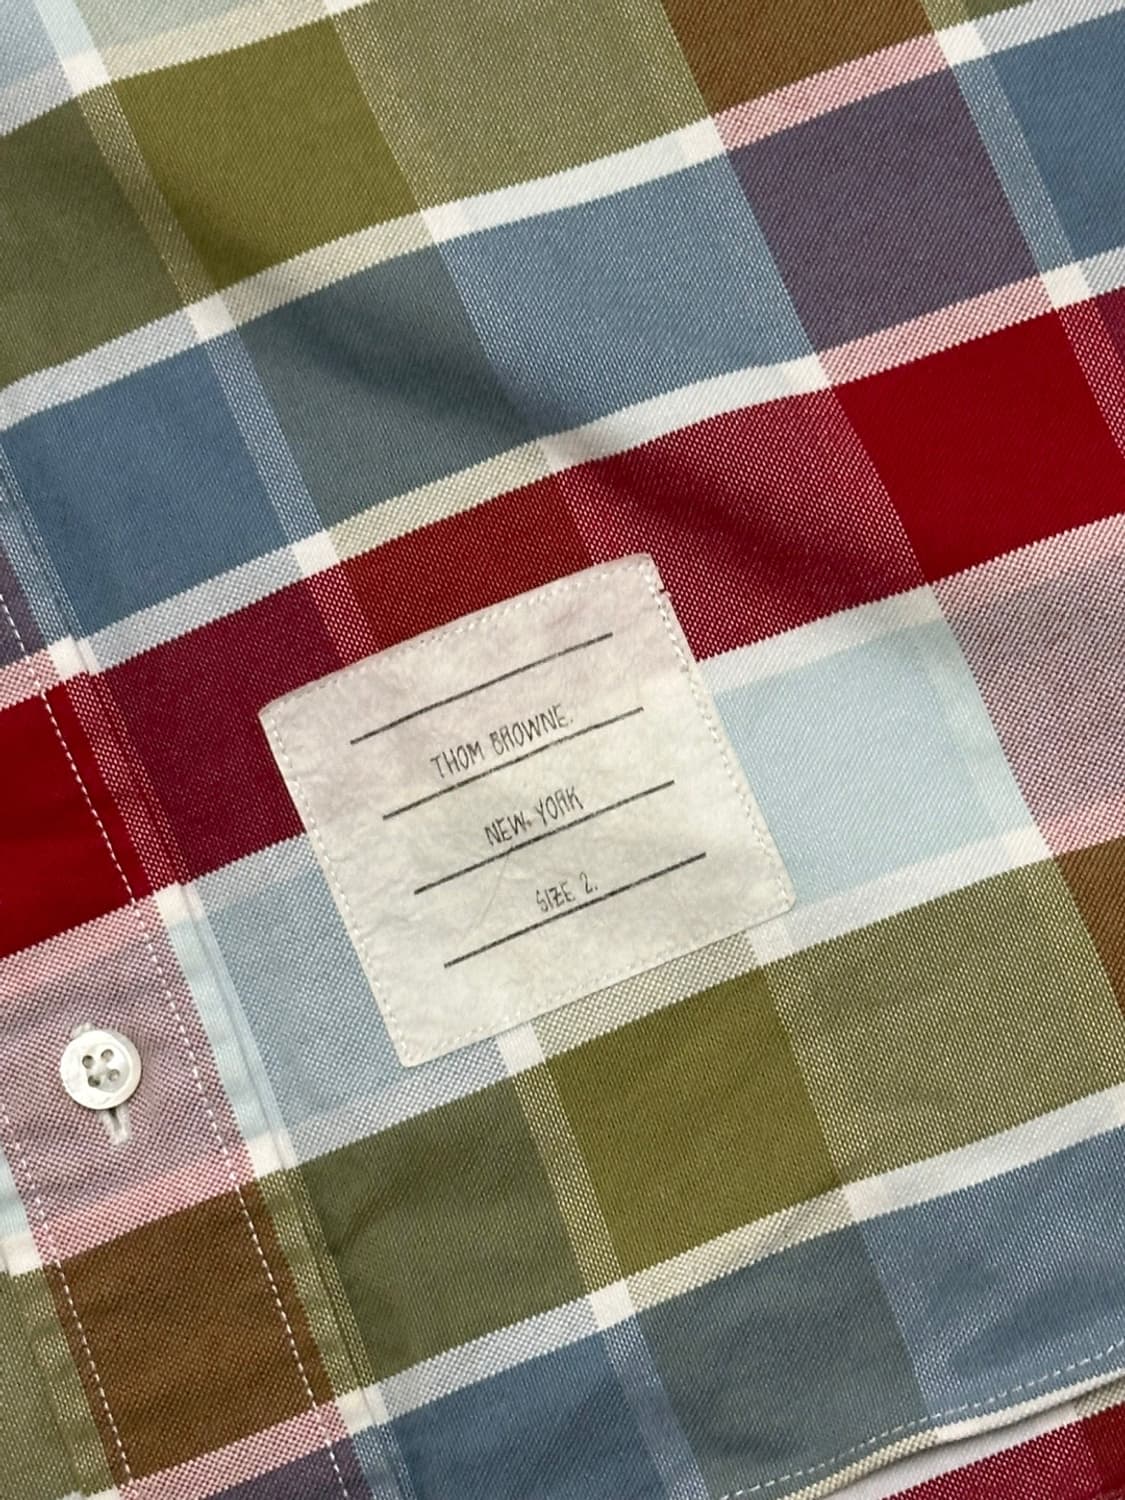 THOM BROWNE.
NEW. YORK
SIZE 2.